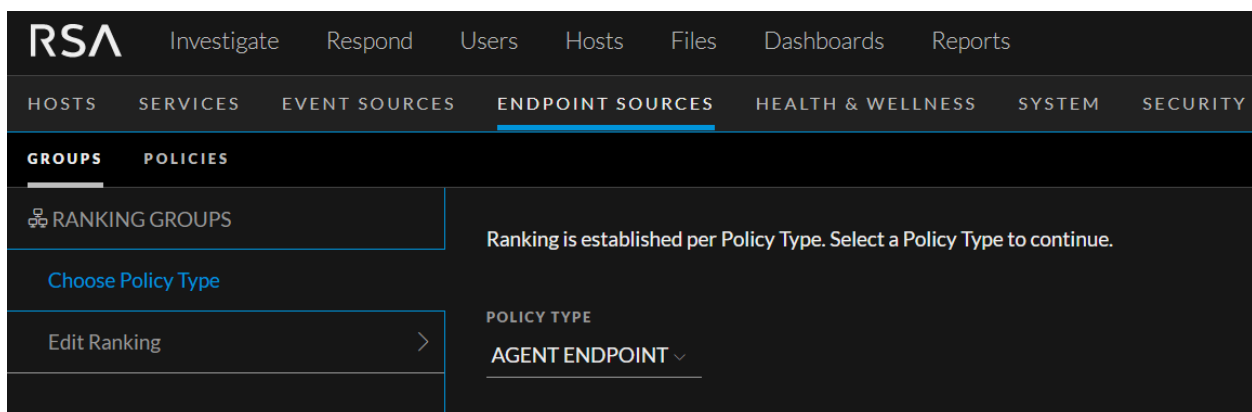 RSA Investigate Respond Users Hosts Files Dashboards Reports
HOSTS SERVICES EVENT SOURCES ENDPOINT SOURCES HEALTH & WELLNESS SYSTEM SECURITY
GROUPS POLICIES
RANKING GROUPS
Ranking is established per Policy Type. Select a Policy Type to continue.
Choose Policy Type
POLICY TYPE
Edit Ranking
AGENT ENDPOINT